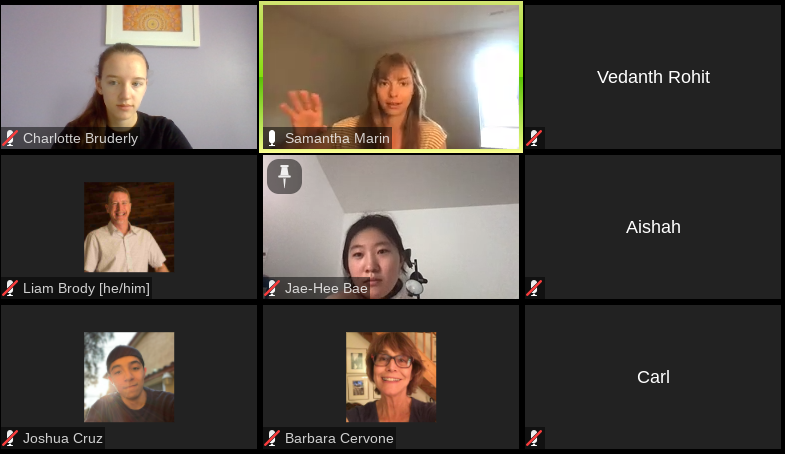 Charlotte Bruderly
Samantha Marin
Vedanth Rohit
Liam Brody [he/him]
Jae-Hee Bae
Aishah
Joshua Cruz
Barbara Cervone
Carl